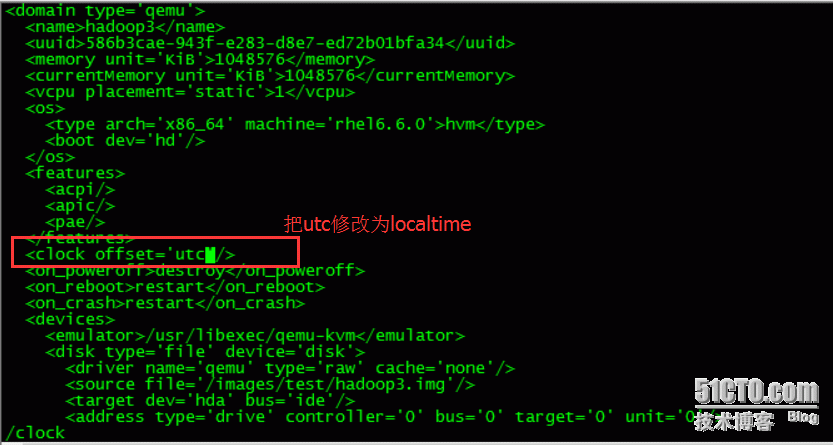 <domain type='qemu'>
<name>hadoop3</name>
<uuid>586b3cae-943f-e283-d8e7-ed72b01bfa34</uuid>
<memory unit='KiB'>1048576</memory>
<currentMemory unit='KiB'>1048576</currentMemory>
<vcpu placement='static'>1</vcpu>
<os>
<type arch='x86_64' machine='rhel6.6.0'>hvm</type>
<boot dev='hd'/>
</os>
<features>
<acpi/>
<apic/>
<pae/>
</features>
把utc修改为localtime
<clock offset='utc'/>
<on_poweroff>destroy</on_poweroff>
<on_reboot>restart</on_reboot>
<on_crash>restart</on_crash>
<devices>
<emulator>/usr/libexec/qemu-kvm</emulator>
<disk type='file' device='disk'>
<driver name='qemu' type='raw' cache='none'/>
<source file='/images/test/hadoop3.img'/>
<target dev='hda' bus='ide'/>
<address type='drive' controller='0' bus='0' target='0' unit='0'/>
/clock
51CTO.com
技术博客 Blog